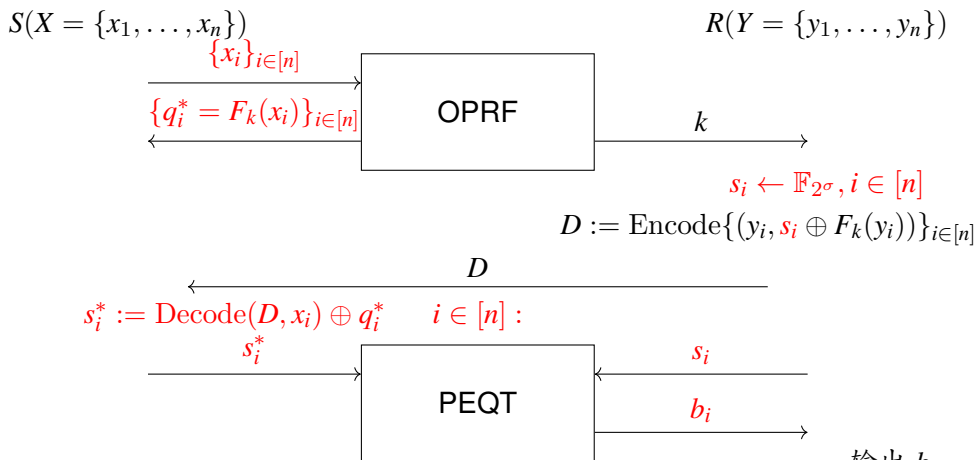 S(X = {x_1, . . . , x_n}) R(Y = {y_1, . . . , y_n})
{x_i}_{i∈[n]}
{q_i^* = F_k(x_i)}_{i∈[n]} OPRF k
s_i ← 𝔽_{2^σ}, i ∈ [n]
D := Encode{(y_i, s_i ⊕ F_k(y_i))}_{i∈[n]}
D
s_i^* := Decode(D, x_i) ⊕ q_i^* i ∈ [n] :
s_i^* s_i
PEQT
b_i